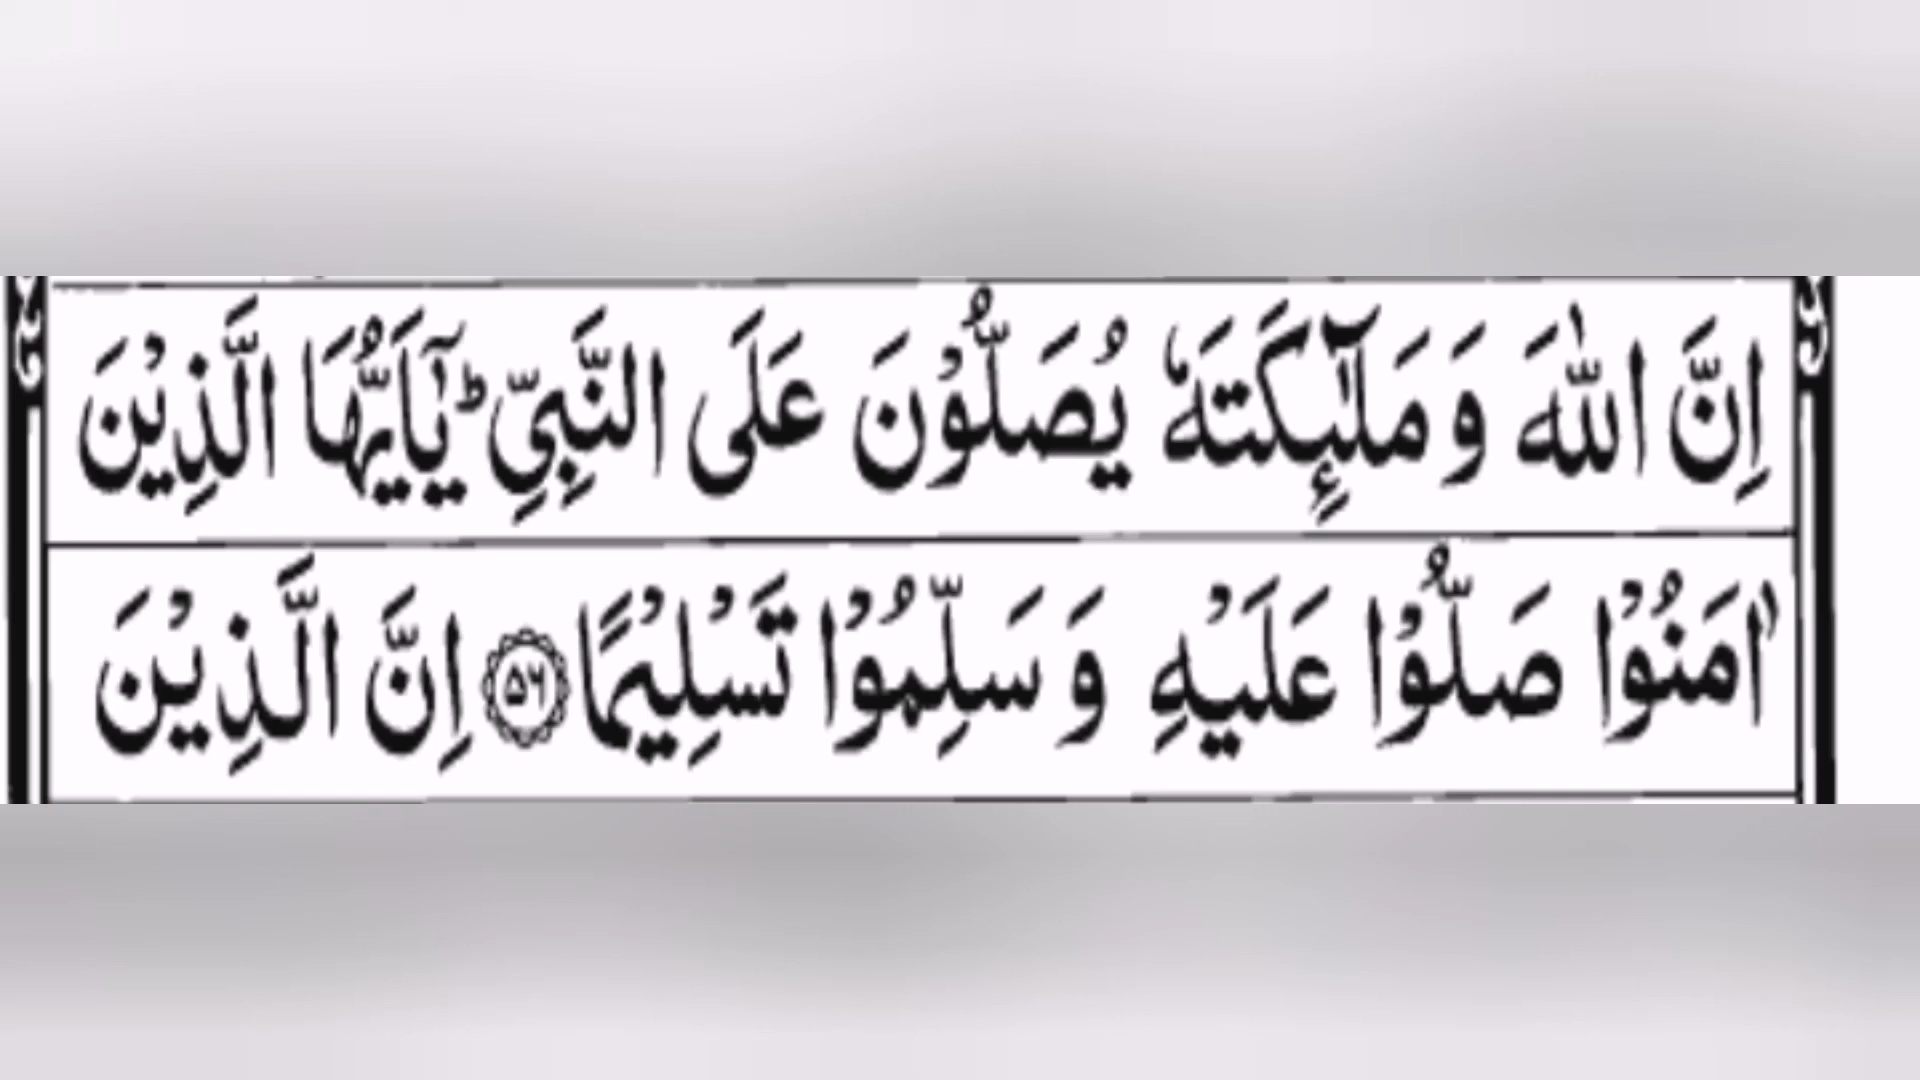 اِنَّ اللّٰهَ وَ مَلٰٓئِكَتَهٗ يُصَلُّوْنَ عَلَى النَّبِيِّ ؕ يٰۤاَيُّهَا الَّذِيْنَ
اٰمَنُوْا صَلُّوْا عَلَيْهِ وَ سَلِّمُوْا تَسْلِيْمًا ﴿۵۶﴾ اِنَّ الَّذِيْنَ